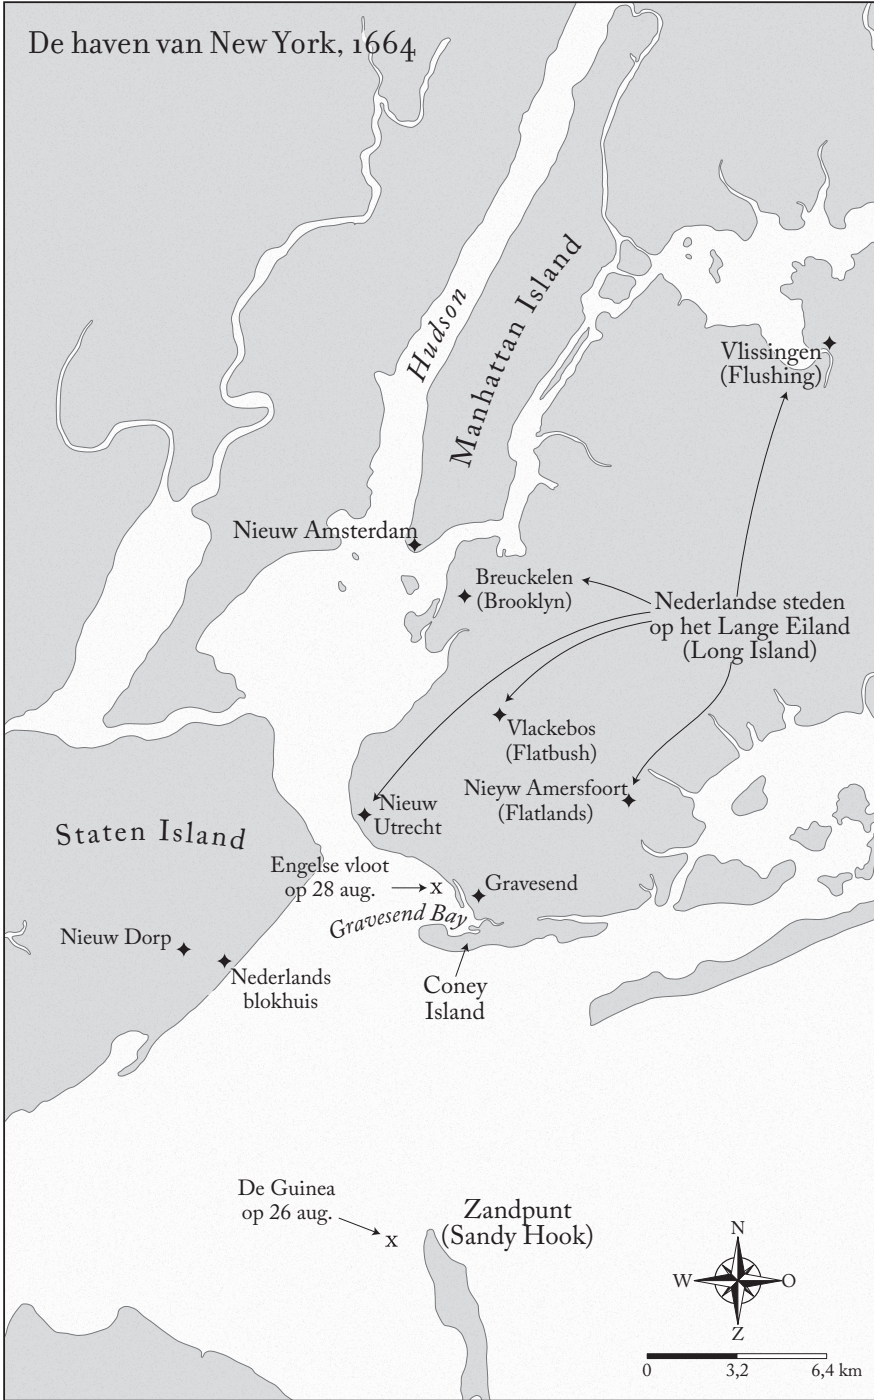 De haven van New York, 1664
Hudson
Manhattan Island
Vlissingen
(Flushing)
Nieuw Amsterdam
Breuckelen
(Brooklyn)
Nederlandse steden
op het Lange Eiland
(Long Island)
Vlackebos
(Flatbush)
Nieyw Amersfoort
(Flatlands)
Nieuw
Utrecht
Staten Island
Engelse vloot
op 28 aug.
x
Gravesend
Gravesend Bay
Nieuw Dorp
Nederlands
blokhuis
Coney
Island
De Guinea
op 26 aug.
x
Zandpunt
(Sandy Hook)
N
W
O
Z
0
3,2
6,4 km